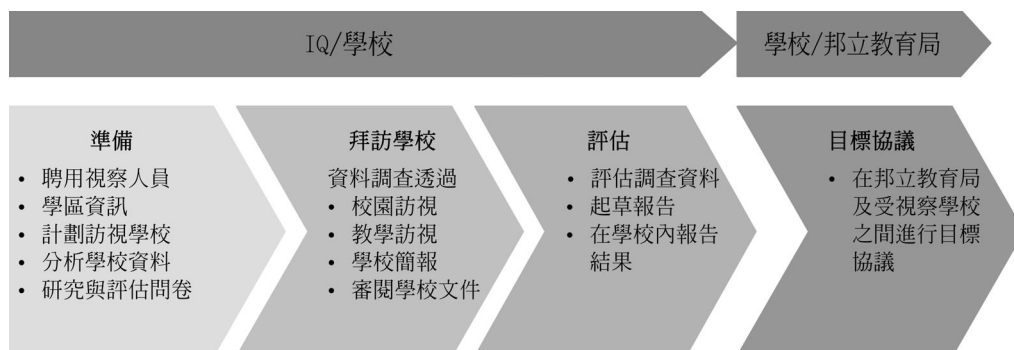 IQ/學校
學校/邦立教育局
準備
• 聘用視察人員
• 學區資訊
• 計劃訪視學校
• 分析學校資料
• 研究與評估問卷
拜訪學校
資料調查透過
• 校園訪視
• 教學訪視
• 學校簡報
• 審閱學校文件
評估
• 評估調查資料
• 起草報告
• 在學校內報告
結果
目標協議
• 在邦立教育局
及受視察學校
之間進行目標
協議